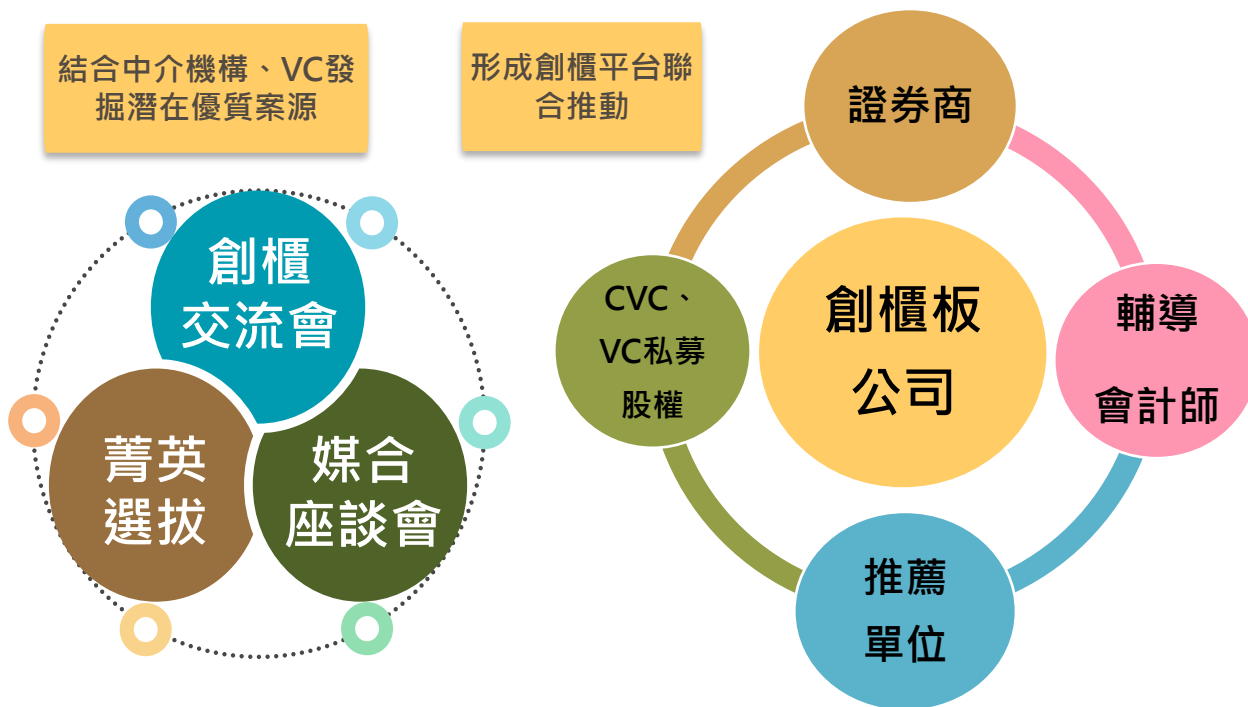 結合中介機構、VC發
掘潛在優質案源
形成創櫃平台聯
合推動
創櫃
交流會
菁英
選拔
媒合
座談會
證券商
CVC、
VC私募
股權
創櫃板
公司
輔導
會計師
推薦
單位